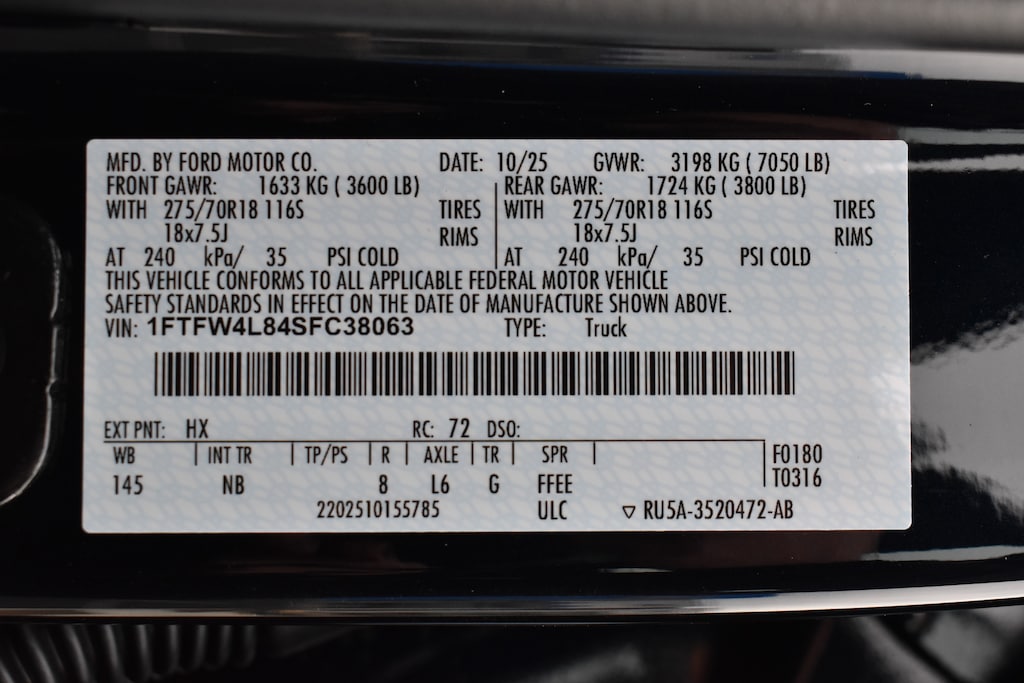 MFD. BY FORD MOTOR CO. DATE: 10/25 GVWR: 3198 KG ( 7050 LB)
FRONT GAWR: 1633 KG ( 3600 LB) REAR GAWR: 1724 KG ( 3800 LB)
WITH 275/70R18 116S TIRES WITH 275/70R18 116S TIRES
18x7.5J RIMS 18x7.5J RIMS
AT 240 kPa/ 35 PSI COLD AT 240 kPa/ 35 PSI COLD
THIS VEHICLE CONFORMS TO ALL APPLICABLE FEDERAL MOTOR VEHICLE
SAFETY STANDARDS IN EFFECT ON THE DATE OF MANUFACTURE SHOWN ABOVE.
VIN: 1FTFW4L84SFC38063 TYPE: Truck
EXT PNT: HX RC: 72 DSO:
WB | INT TR | TP/PS | R | AXLE | TR | SPR | F0180
145 NB 8 L6 G FFEE T0316
2202510155785 ULC ▽ RU5A-3520472-AB